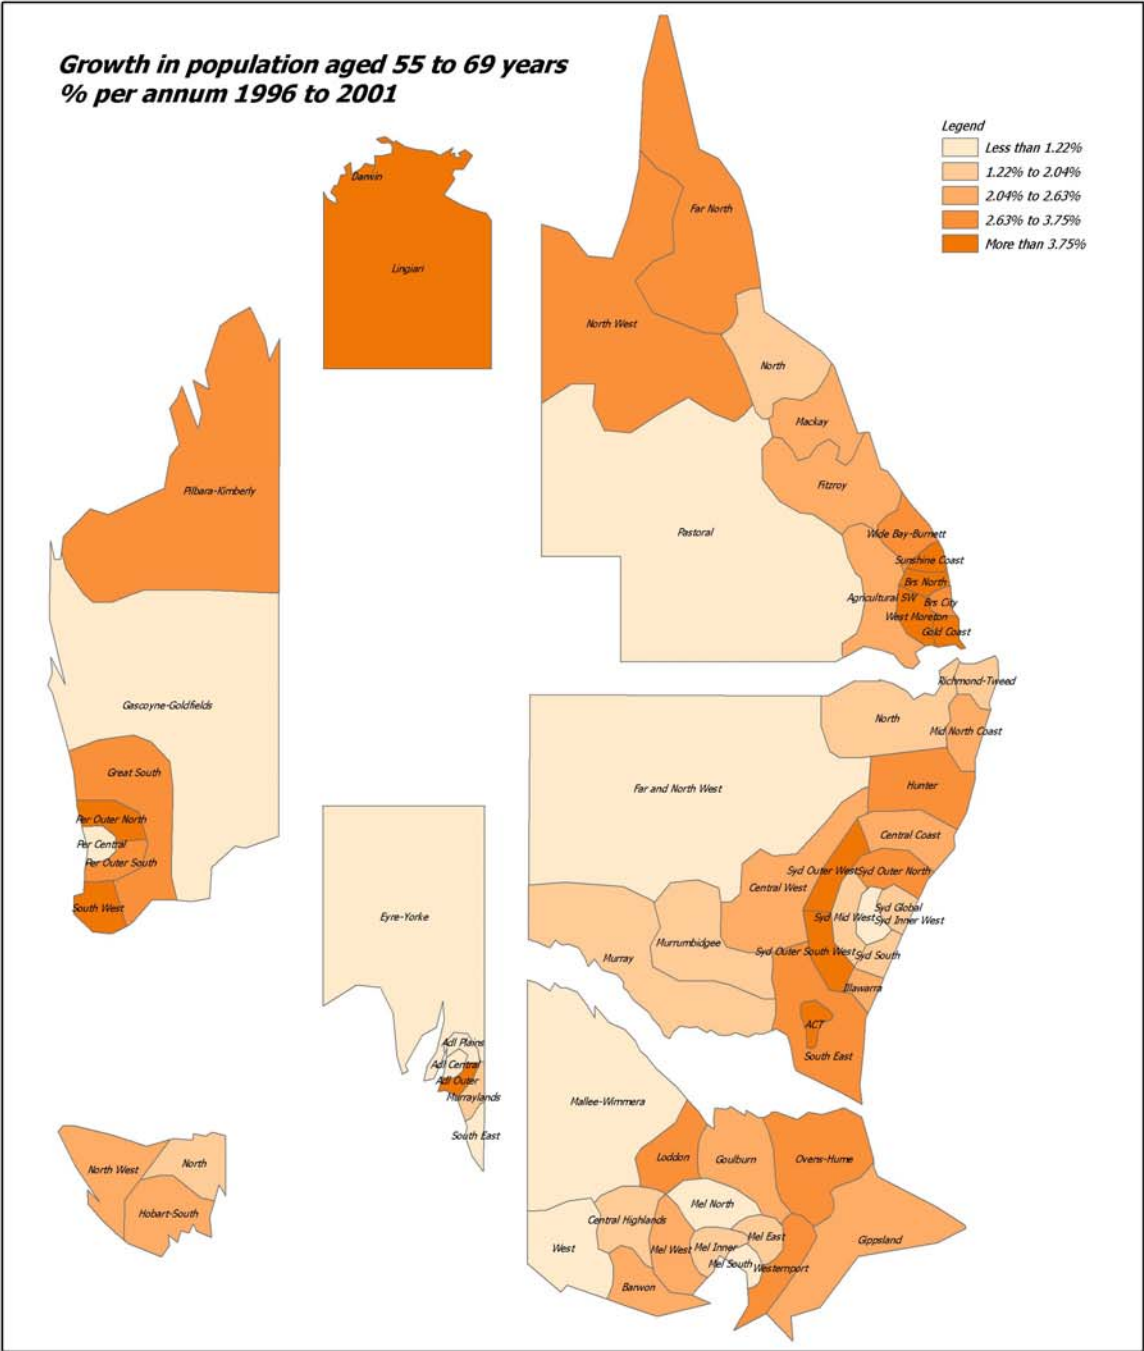 Growth in population aged 55 to 69 years
% per annum 1996 to 2001
Legend
Less than 1.22%
1.22% to 2.04%
2.04% to 2.63%
2.63% to 3.75%
More than 3.75%
Darwin
Lingiari
Far North
North West
North
Mackay
Fitzroy
Pastoral
Wide Bay-Burnett
Sunshine Coast
Brs North
Agricultural SW
Brs City
West Moreton
Gold Coast
Pilbara-Kimberly
Gascoyne-Goldfields
Great South
Per Outer North
Per Central
Per Outer South
South West
Richmond-Tweed
North
Mid North Coast
Far and North West
Hunter
Central Coast
Syd Outer West
Syd Outer North
Central West
Syd Global
Syd Mid West
Syd Inner West
Murrumbidgee
Syd Outer South West
Syd South
Murray
Illawarra
ACT
South East
Eyre-Yorke
Adl Plains
Adl Central
Adl Outer
Murraylands
South East
Mallee-Wimmera
Loddon
Goulburn
Ovens-Hume
Mel North
Central Highlands
Mel East
Gippsland
West
Mel West
Mel Inner
Mel South
Westernport
Barwon
North West
North
Hobart-South